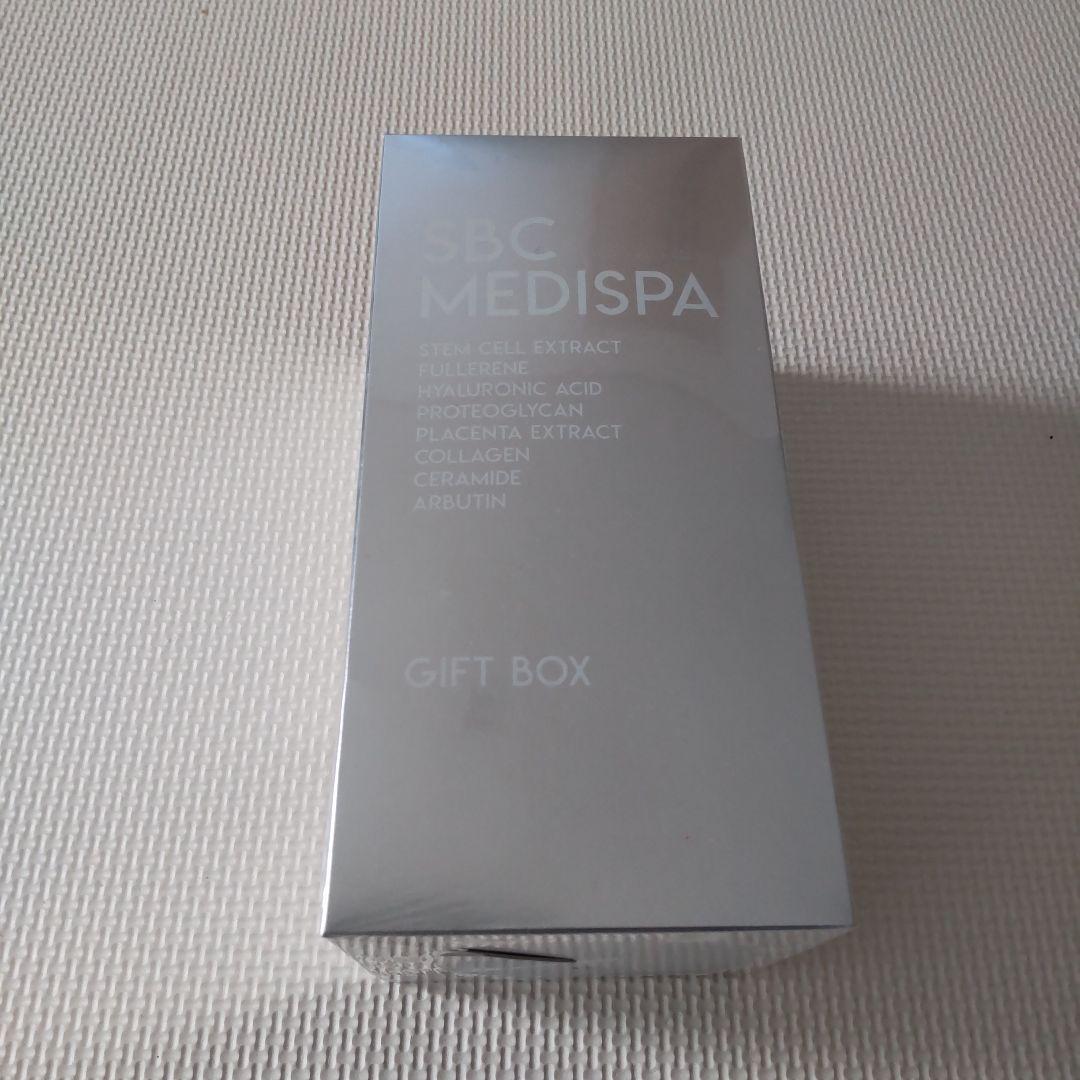 SBC
MEDISPA
STEM CELL EXTRACT
FULLERENE
HYALURONIC ACID
PROTEOGLYCAN
PLACENTA EXTRACT
COLLAGEN
CERAMIDE
ARBUTIN
GIFT BOX